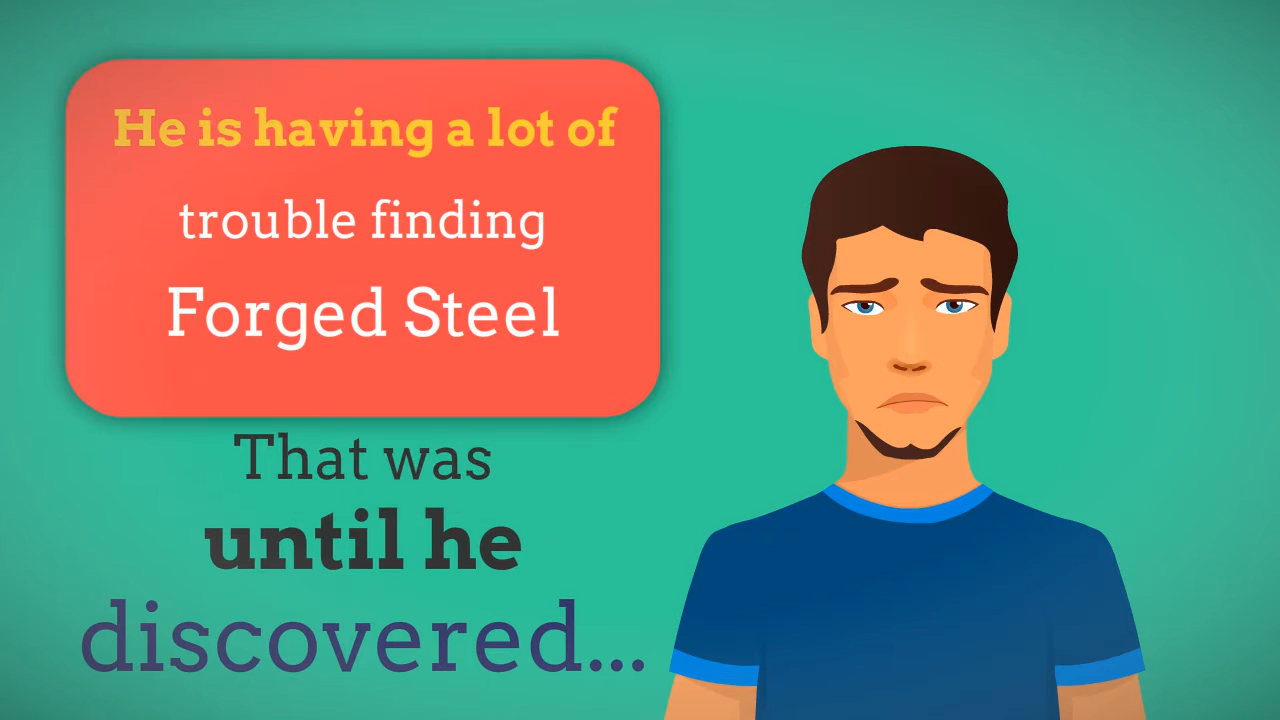 He is having a lot of
trouble finding
Forged Steel
That was
until he
discovered...